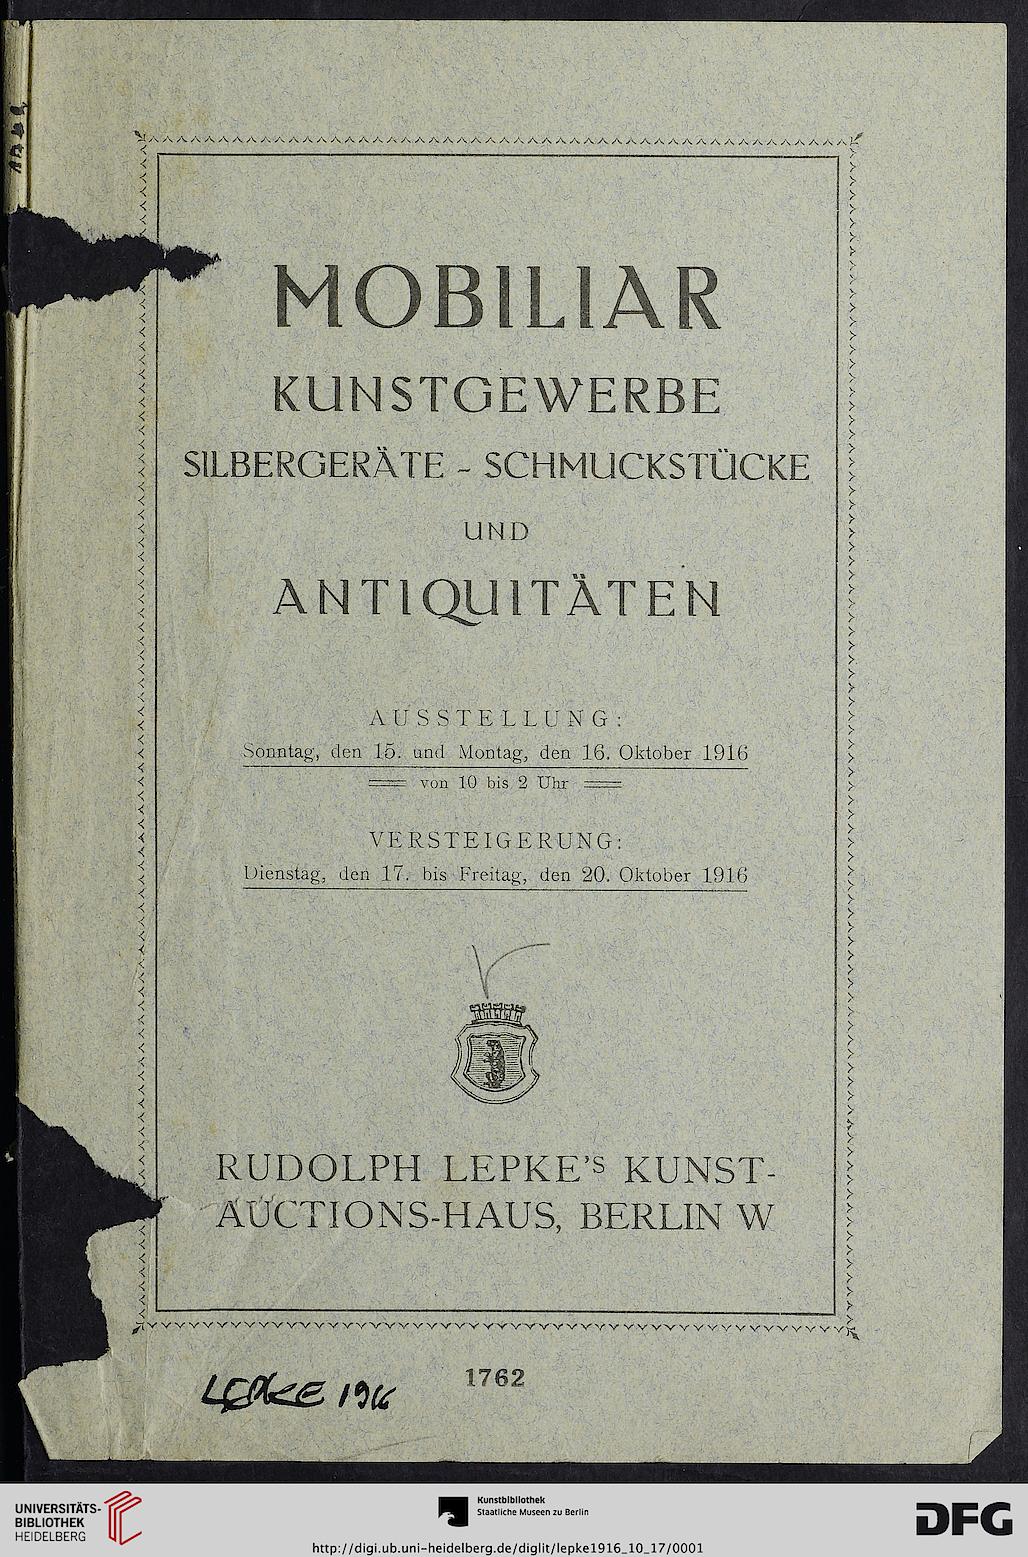 MOBILIAR
KUNSTGEWERBE
SILBERGERÄTE - SCHMUCKSTÜCKE
UND
ANTIQUITÄTEN
AUSSTELLUNG:
Sonntag, den 15. und Montag, den 16. Oktober 1916
von 10 bis 2 Uhr
VERSTEIGERUNG:
Dienstag, den 17. bis Freitag, den 20. Oktober 1916
RUDOLPH LEPKE'S KUNST-
AUCTIONS-HAUS, BERLIN W
1762
LEPKE 1916
UNIVERSITÄTS-
BIBLIOTHEK
HEIDELBERG
Kunstbibliothek
Staatliche Museen zu Berlin
DFG
http://digi.ub.uni-heidelberg.de/diglit/lepke1916_10_17/0001